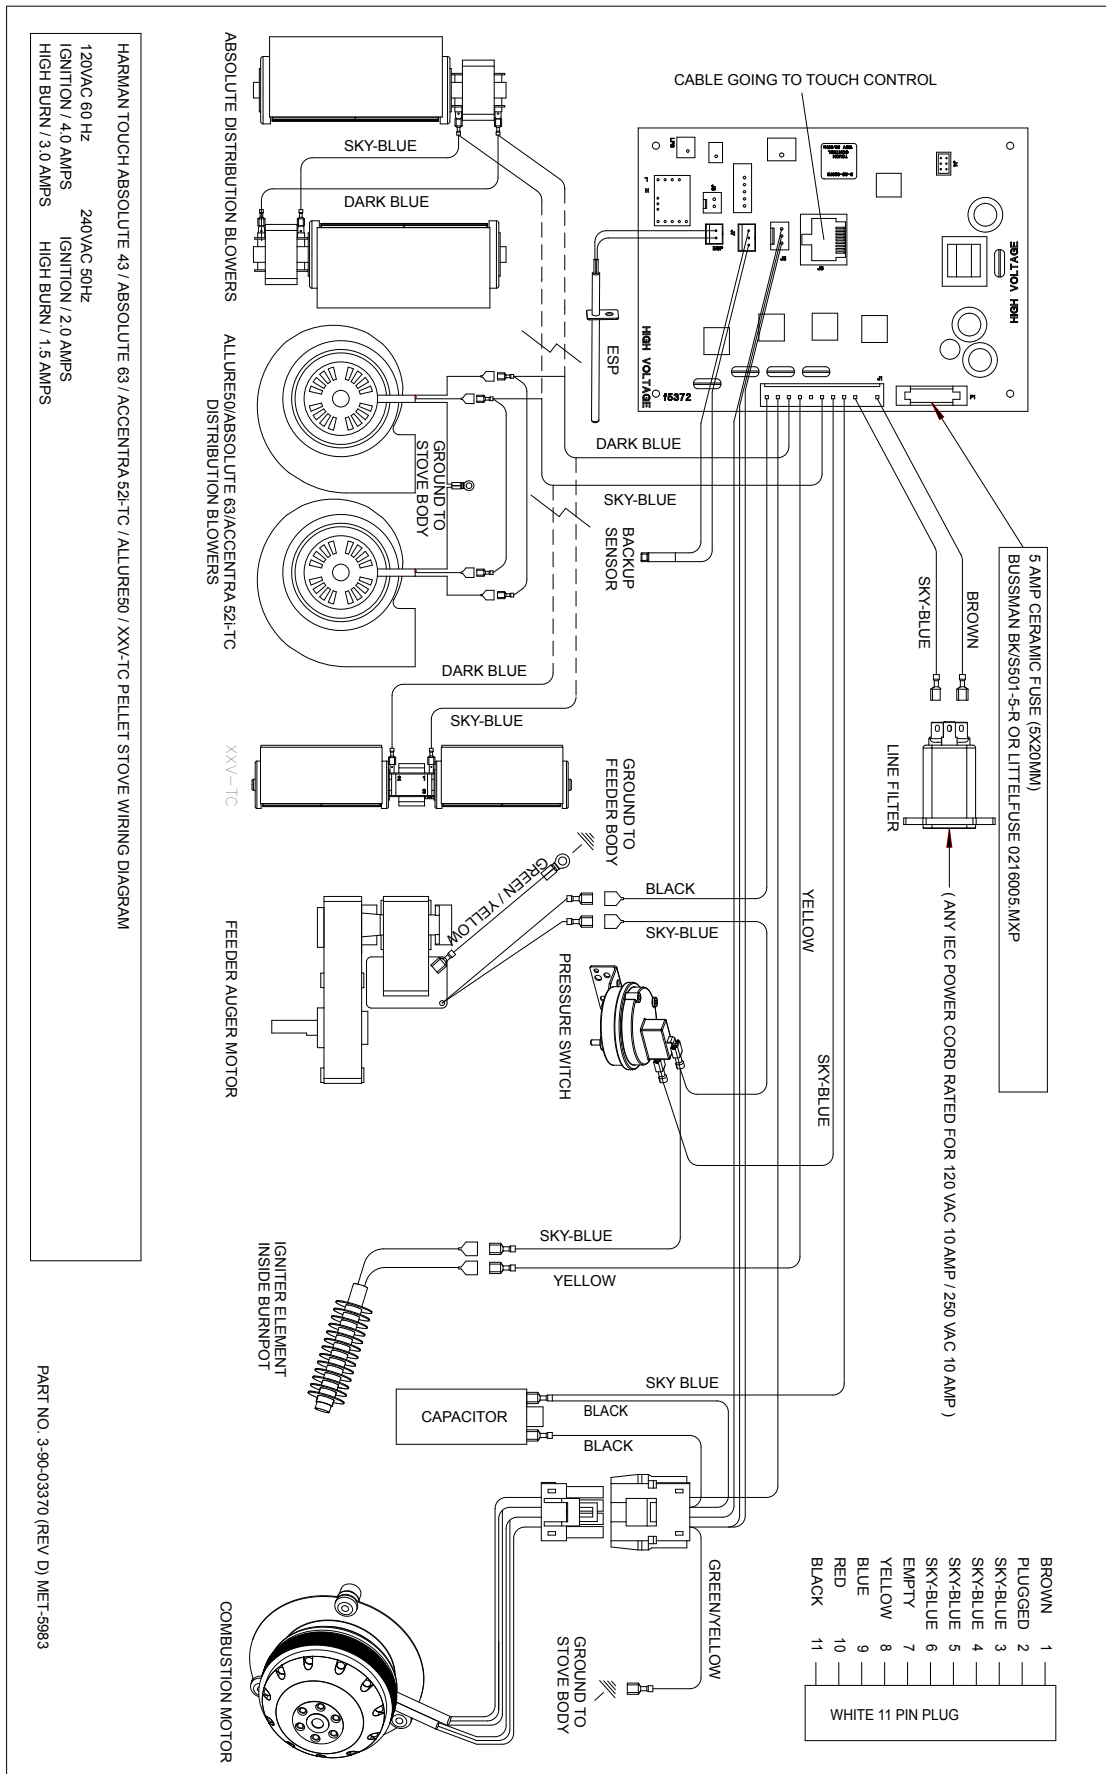 CABLE GOING TO TOUCH CONTROL
HIGH VOLTAGE
HIGH VOLTAGE
f5372
SKY-BLUE
DARK BLUE
ABSOLUTE DISTRIBUTION BLOWERS
ESP
DARK BLUE
SKY-BLUE
GROUND TO
STOVE BODY
BACKUP
SENSOR
ALLURE50/ABSOLUTE 63/ACCENTRA 52i-TC
DISTRIBUTION BLOWERS
DARK BLUE
SKY-BLUE
XXV-TC
5 AMP CERAMIC FUSE (5X20MM)
BUSSMAN BK/S501-5-R OR LITTELFUSE 0216005.MXP
BROWN
SKY-BLUE
LINE FILTER
( ANY IEC POWER CORD RATED FOR 120 VAC 10 AMP / 250 VAC 10 AMP )
GROUND TO
FEEDER BODY
GREEN / YELLOW
BLACK
SKY-BLUE
YELLOW
FEEDER AUGER MOTOR
PRESSURE SWITCH
SKY-BLUE
SKY-BLUE
YELLOW
IGNITER ELEMENT
INSIDE BURNPOT
SKY BLUE
BLACK
BLACK
CAPACITOR
GREEN/YELLOW
GROUND TO
STOVE BODY
COMBUSTION MOTOR
BROWN 1
PLUGGED 2
SKY-BLUE 3
SKY-BLUE 4
SKY-BLUE 5
SKY-BLUE 6
EMPTY 7
YELLOW 8
BLUE 9
RED 10
BLACK 11
WHITE 11 PIN PLUG
HARMAN TOUCH ABSOLUTE 43 / ABSOLUTE 63 / ACCENTRA 52i-TC / ALLURE50 / XXV-TC PELLET STOVE WIRING DIAGRAM
120VAC 60 Hz 240VAC 50Hz
IGNITION / 4.0 AMPS IGNITION / 2.0 AMPS
HIGH BURN / 3.0 AMPS HIGH BURN / 1.5 AMPS
PART NO. 3-90-03370 (REV D) MET-5983